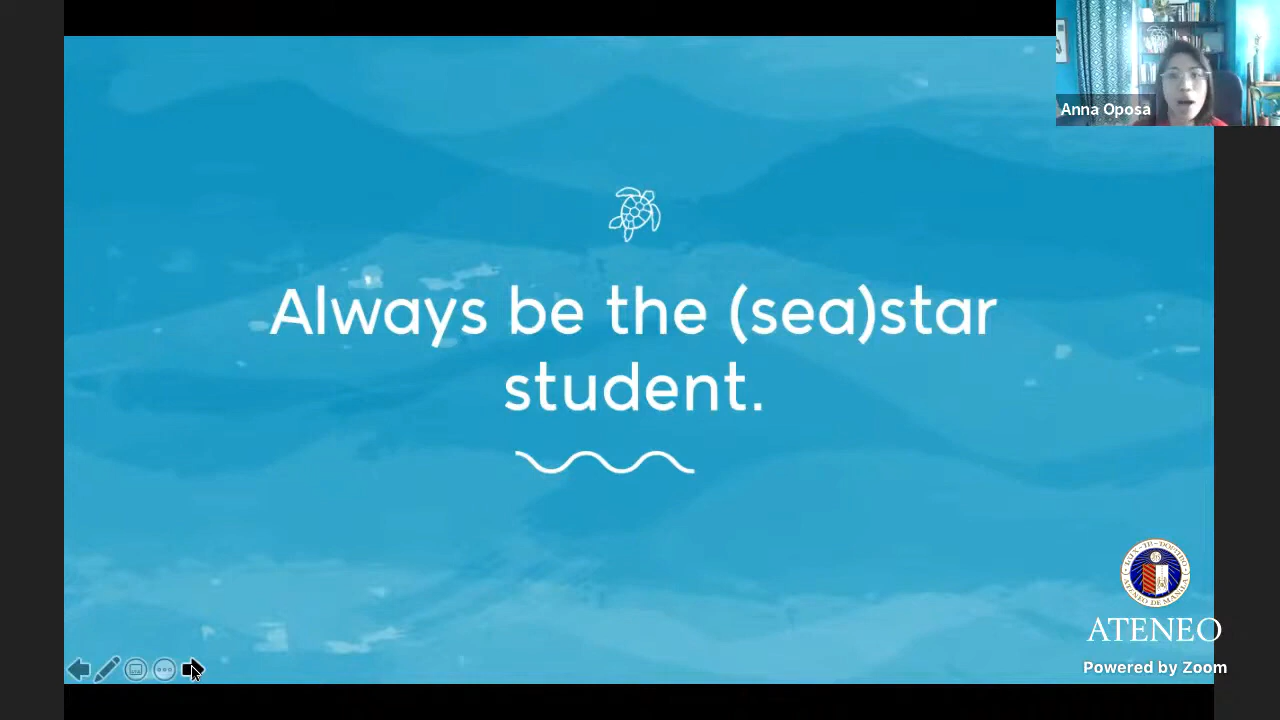 Anna Oposa
Always be the (sea)star
student.
ATENEO
Powered by Zoom